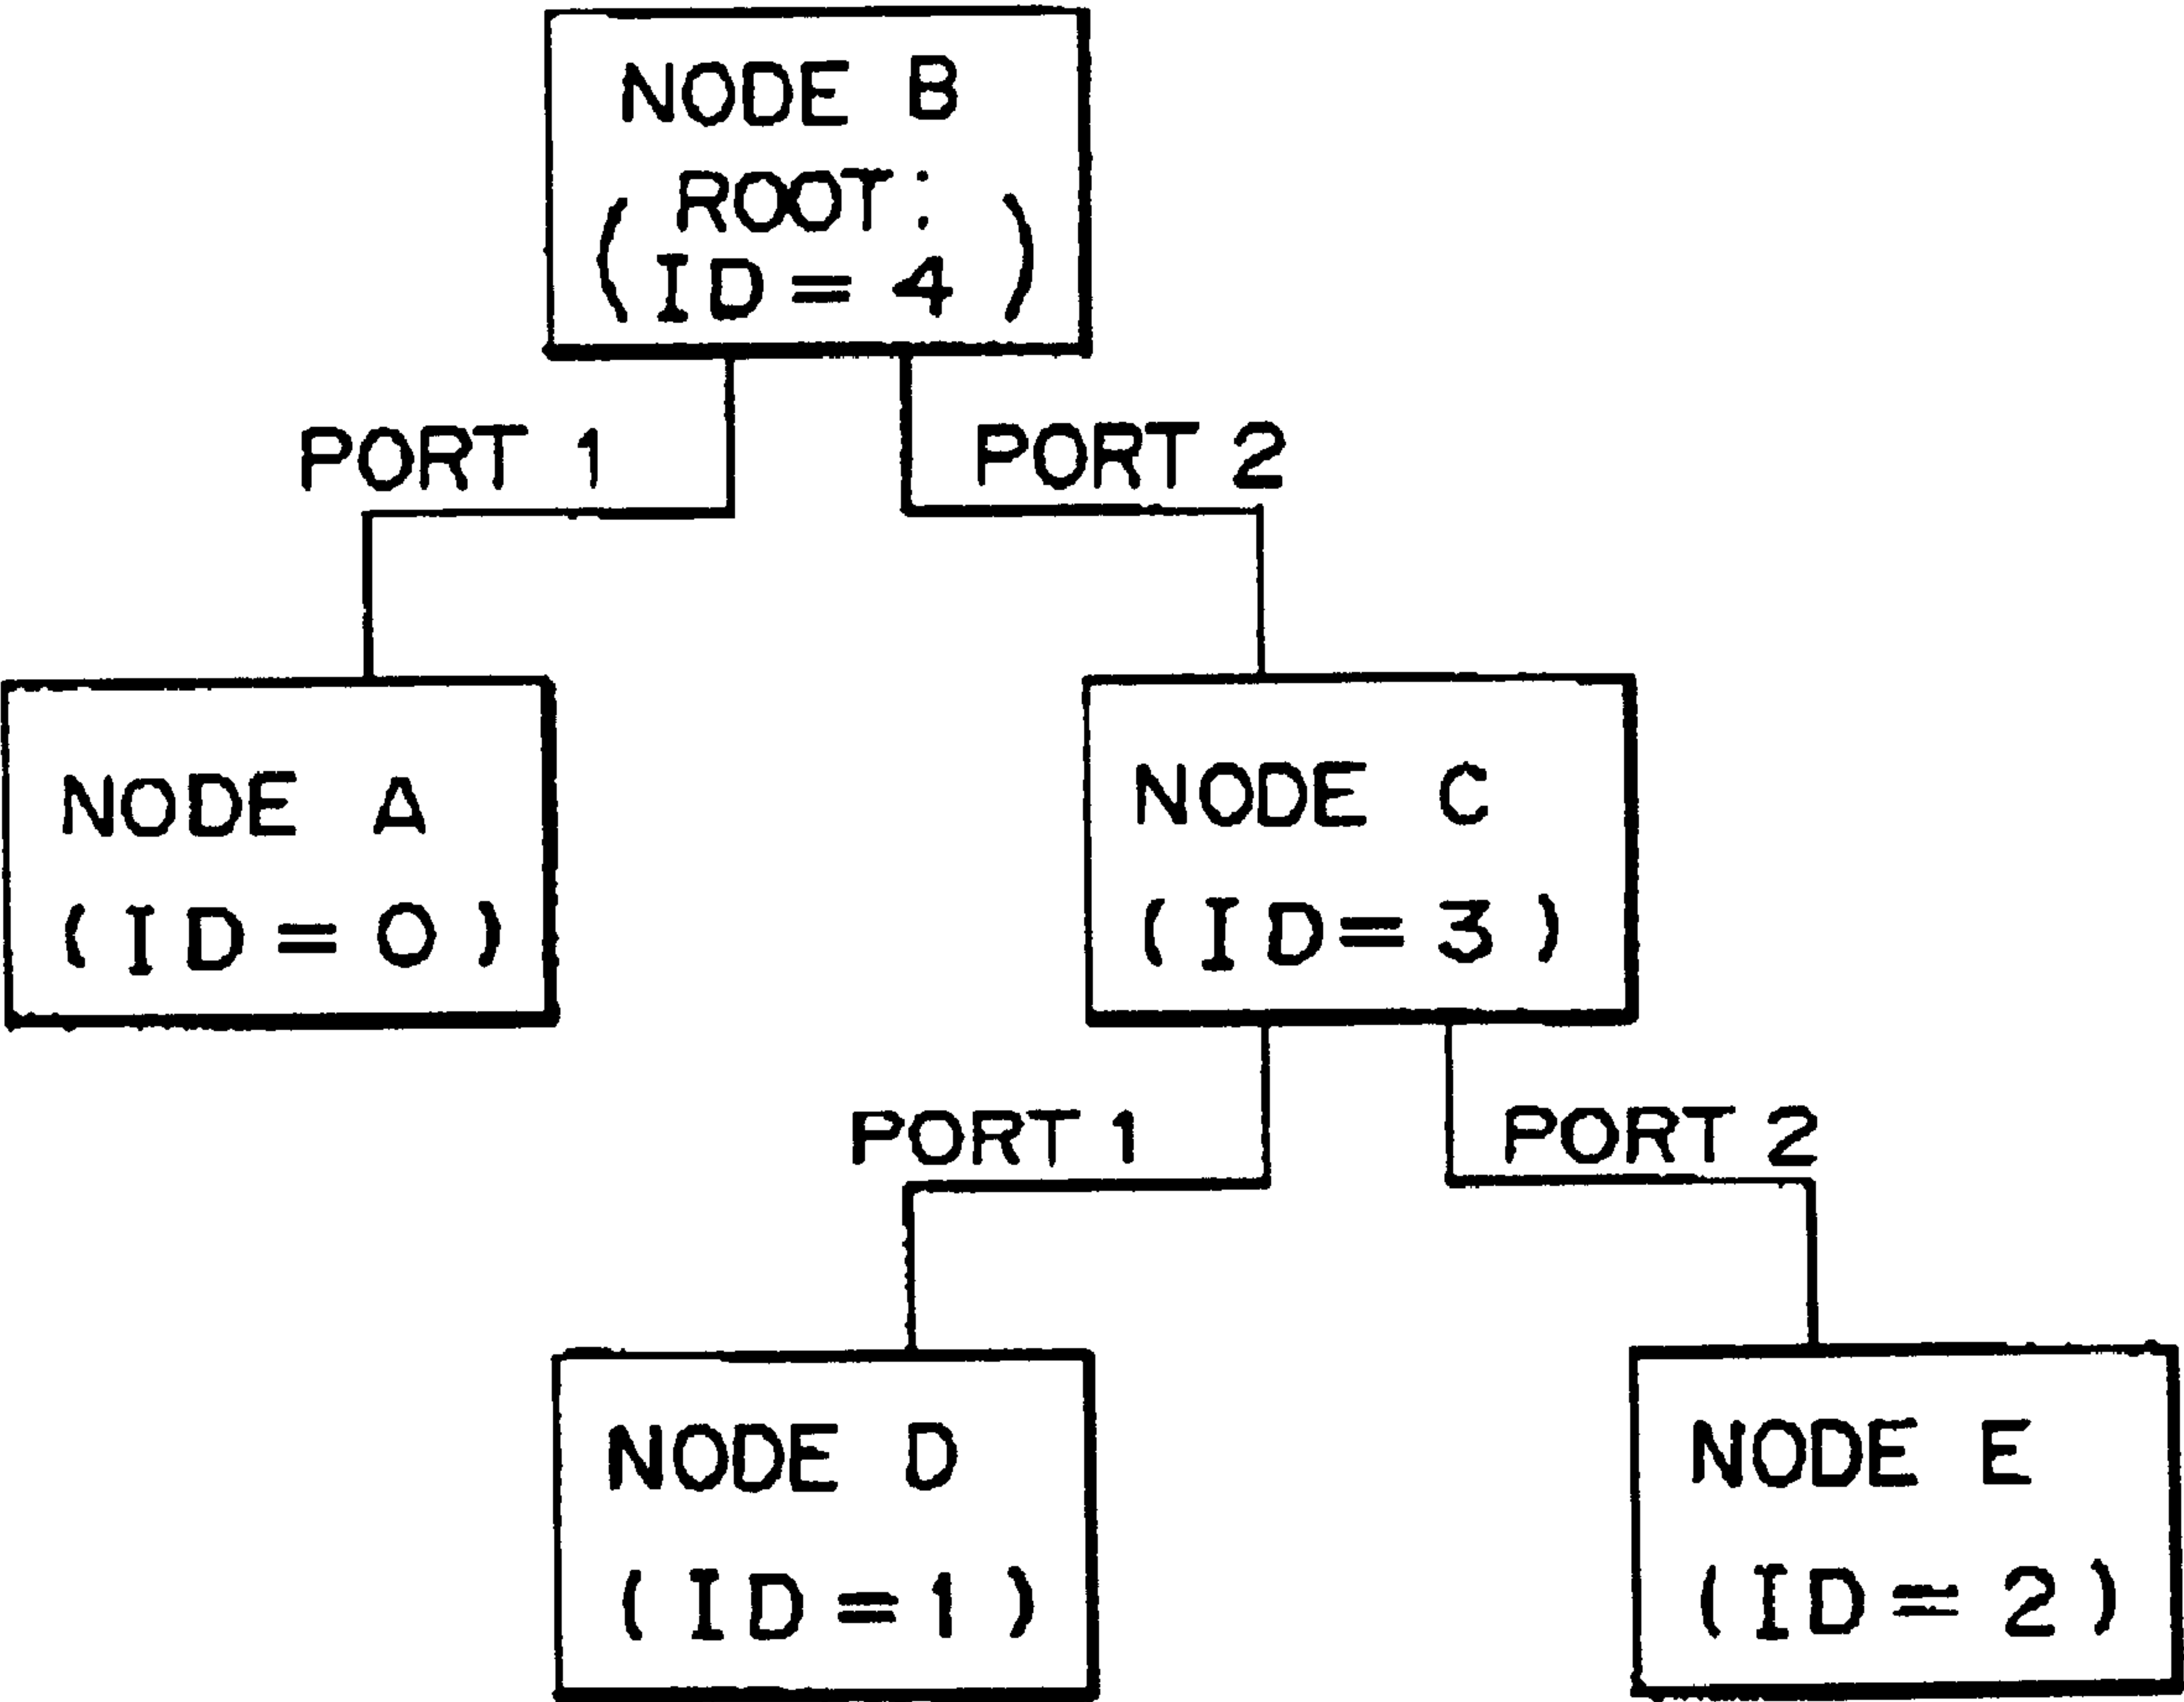 NODE B
( ROOT:
ID=4 )
PORT 1
PORT 2
NODE A
(ID=0)
NODE C
(ID=3)
PORT 1
PORT 2
NODE D
(ID=1)
NODE E
(ID=2)